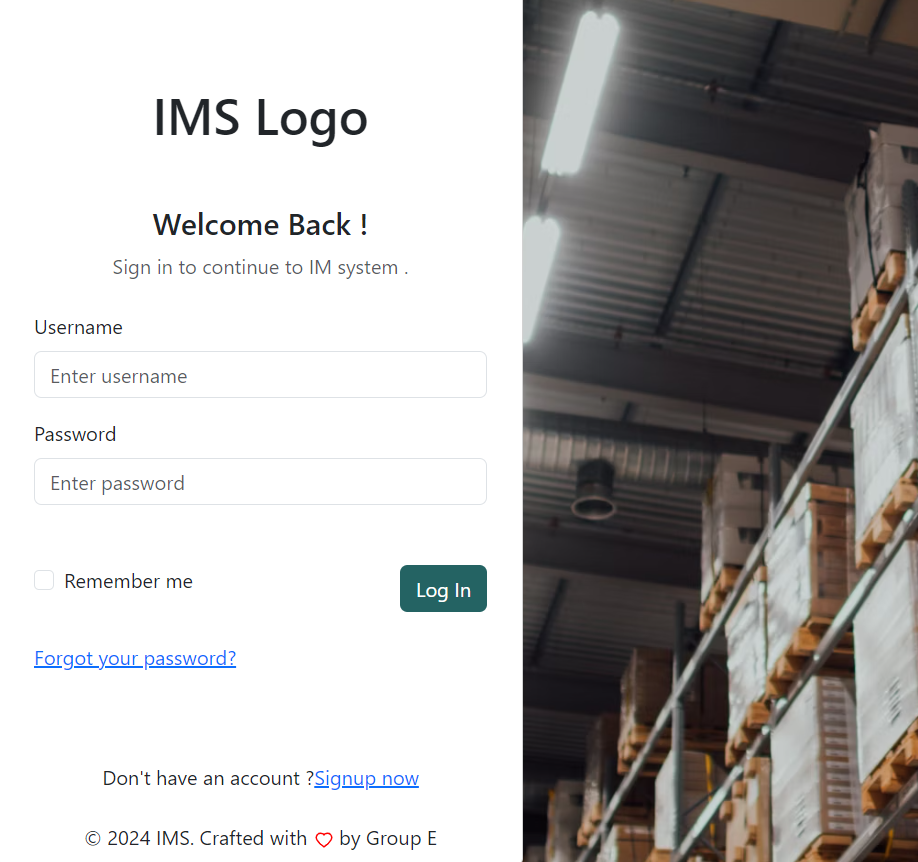 IMS Logo
Welcome Back !
Sign in to continue to IM system .
Username
Enter username
Password
Enter password
Remember me
Log In
Forgot your password?
Don't have an account ?Signup now
© 2024 IMS. Crafted with by Group E